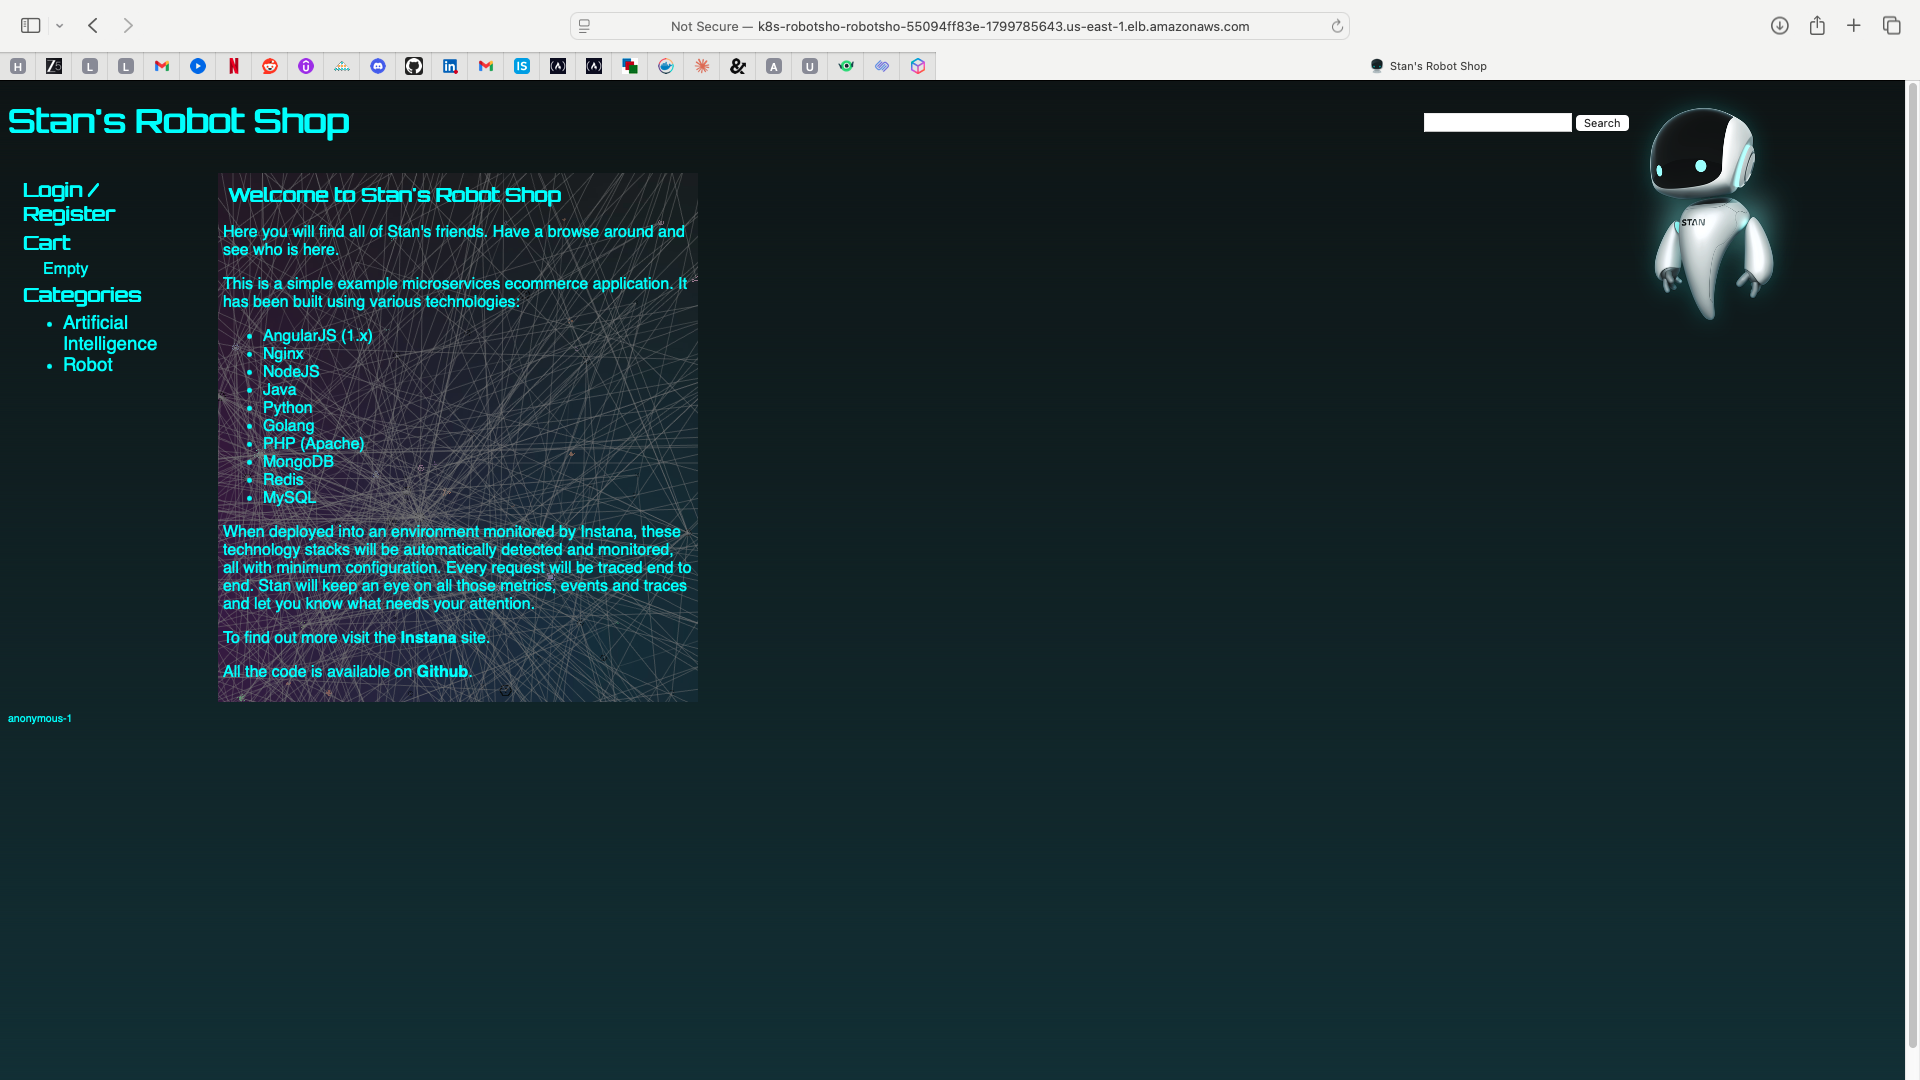 Not Secure — k8s-robotsho-robotsho-55094ff83e-1799785643.us-east-1.elb.amazonaws.com
H
Z5
L
L
N
in
IS
A
U
Stan's Robot Shop
Stan's Robot Shop
Search
STAN
Login /
Register
Cart
Empty
Categories
• Artificial
Intelligence
• Robot
Welcome to Stan's Robot Shop
Here you will find all of Stan's friends. Have a browse around and
see who is here.
This is a simple example microservices ecommerce application. It
has been built using various technologies:
• AngularJS (1.x)
• Nginx
• NodeJS
• Java
• Python
• Golang
• PHP (Apache)
• MongoDB
• Redis
• MySQL
When deployed into an environment monitored by Instana, these
technology stacks will be automatically detected and monitored,
all with minimum configuration. Every request will be traced end to
end. Stan will keep an eye on all those metrics, events and traces
and let you know what needs your attention.
To find out more visit the Instana site.
All the code is available on Github.
anonymous-1